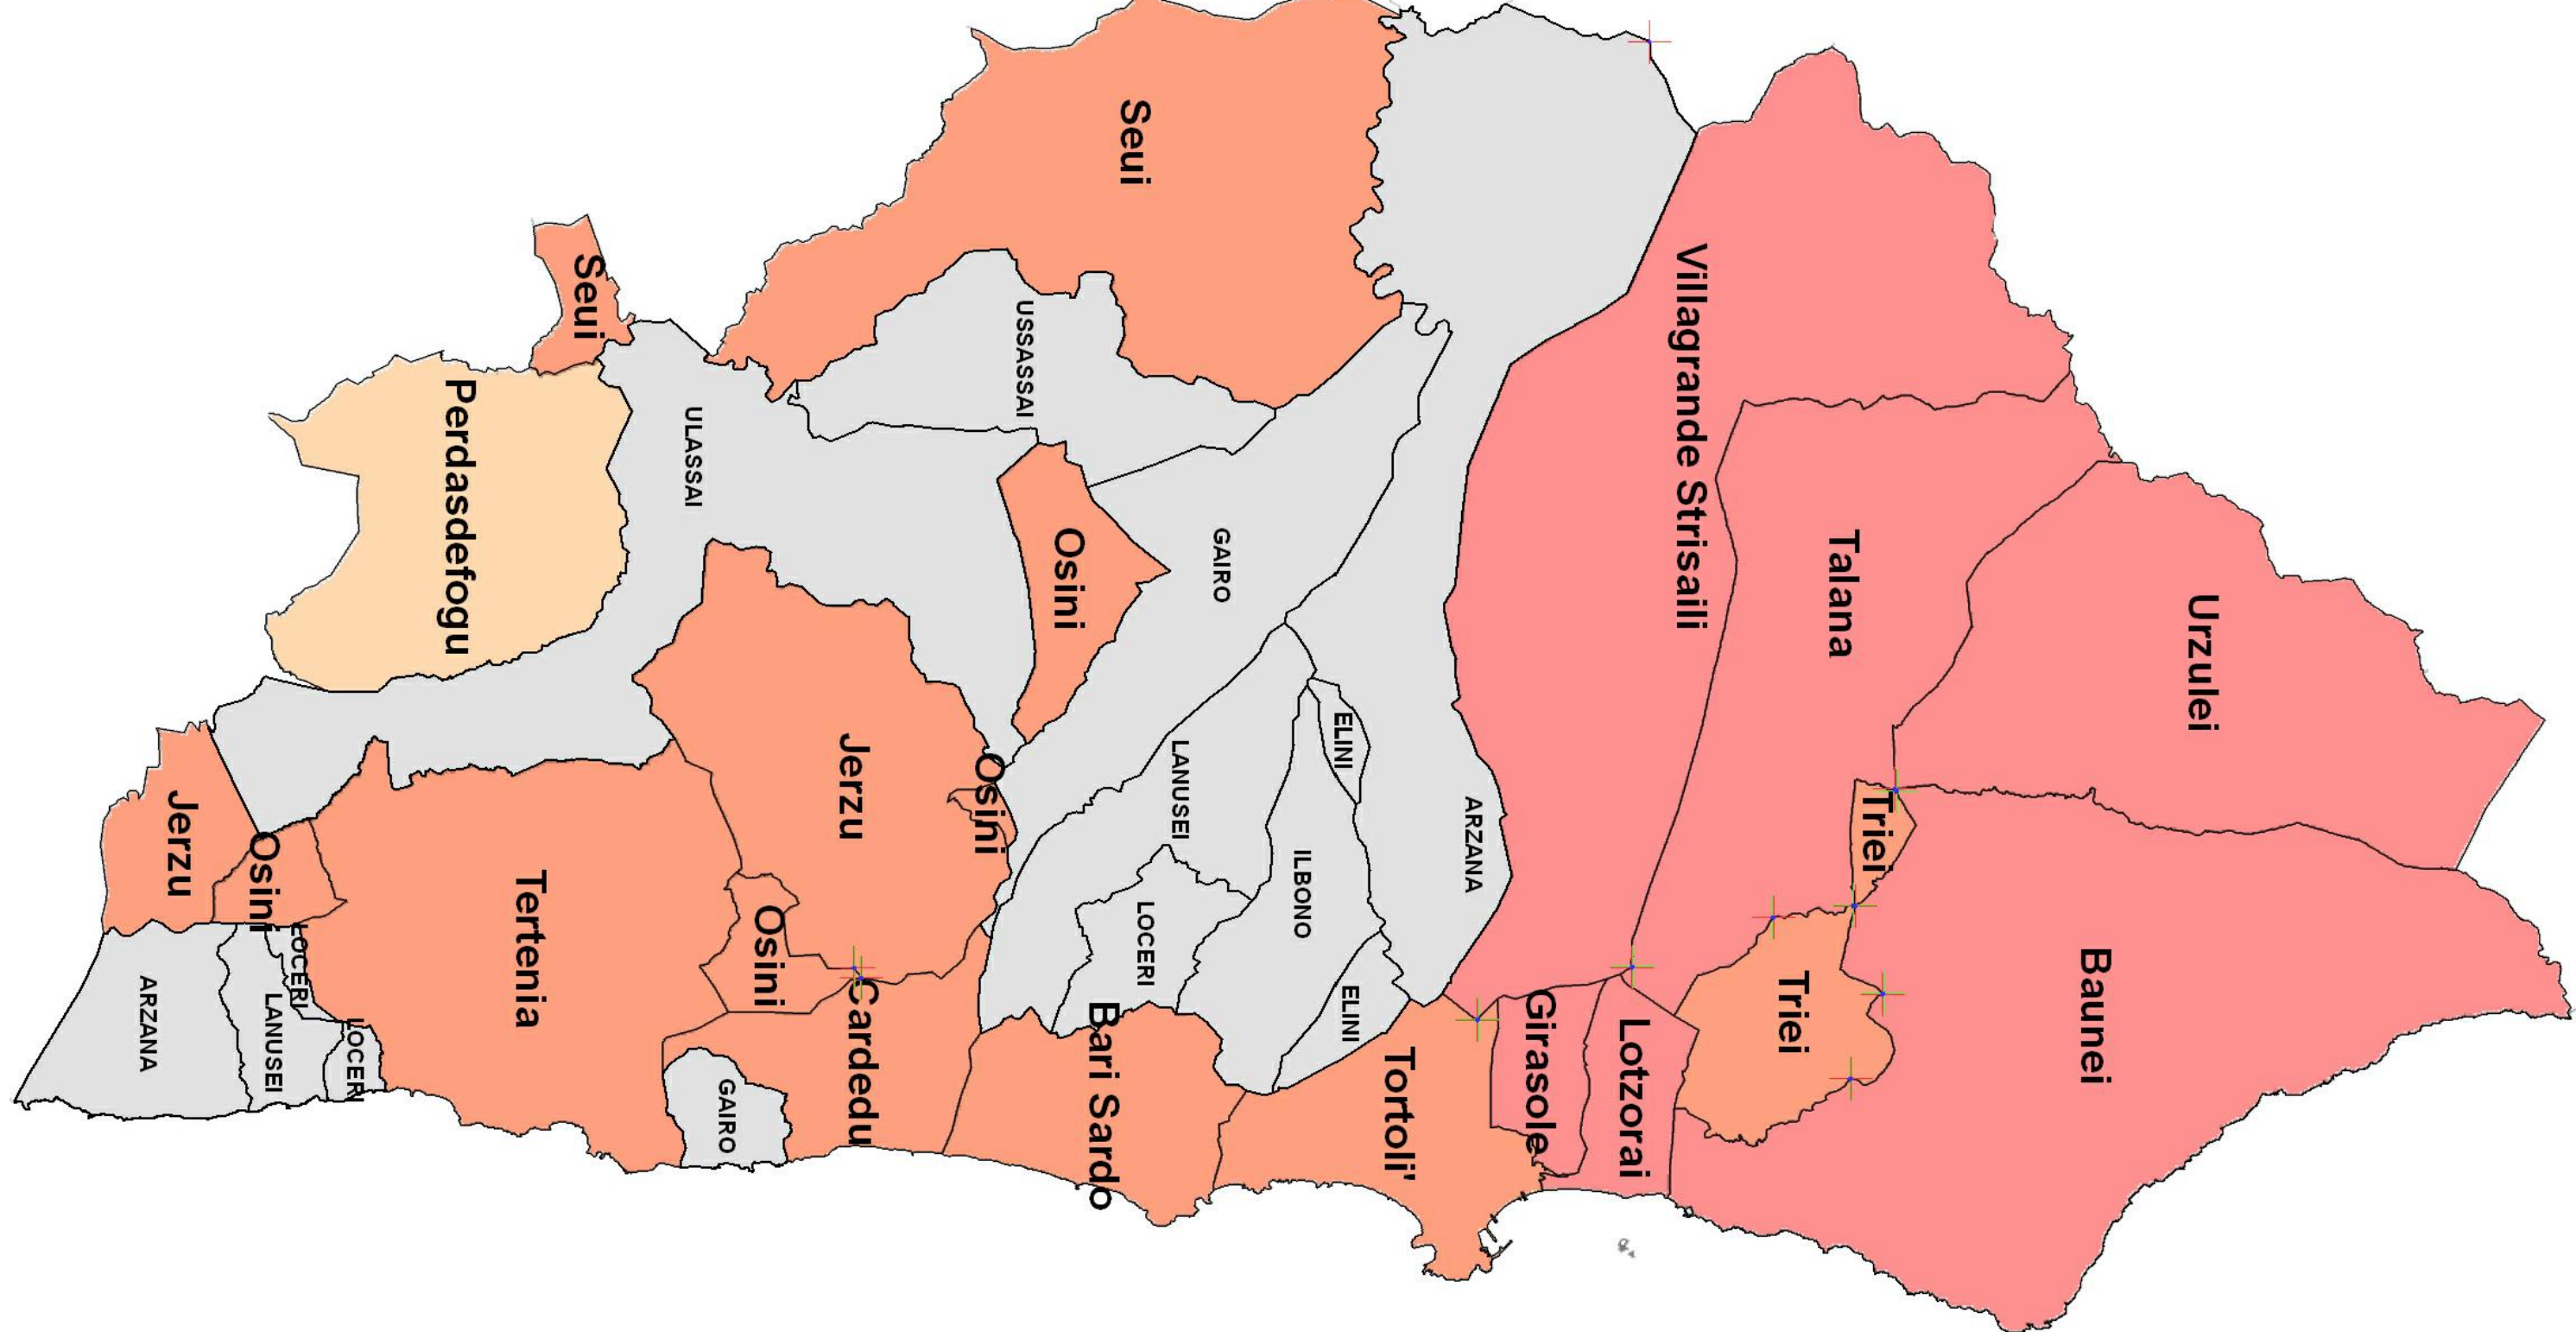 Urzulei
Baunei
Triei
Talana
Triei
Villagrande Strisaili
Lotzorai
Girasole
ARZANA
Tortoli'
ELINI
ELINI
ILBONO
GAIRO
LANUSEI
LOCERI
Seui
Bari Sardo
Osini
USSASSAI
Osini
Cardedu
Jerzu
Osini
GAIRO
ULASSAI
Seui
Tertenia
Perdasdefogu
LOCERI
LOCERI
LANUSEI
Osini
Jerzu
ARZANA